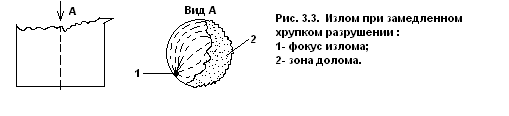 А
Вид А
1
2
Рис. 3.3. Излом при замедленном
хрупком разрушении :
1- фокус излома;
2- зона долома.